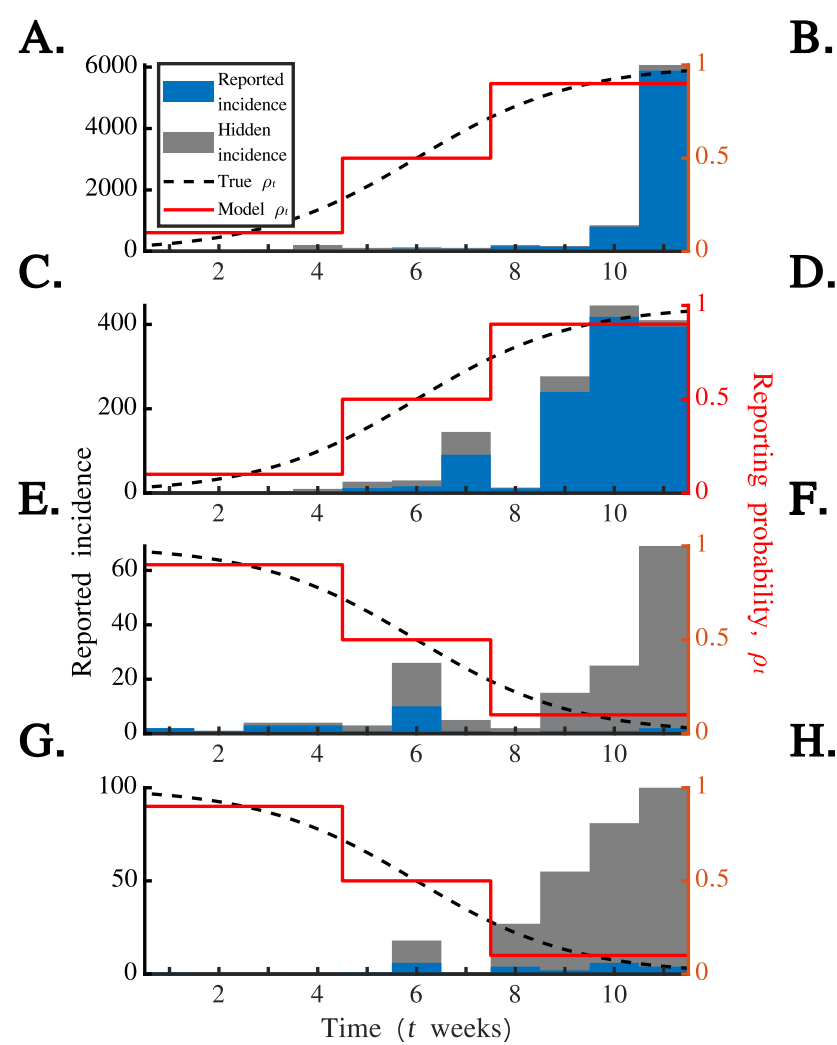 A.
B.
6000
4000
2000
0
Reported
incidence
Hidden
incidence
True ρt
Model ρt
1
0.5
0
2
4
6
8
10
C.
D.
400
200
0
1
0.5
0
2
4
6
8
10
E.
F.
60
40
20
0
1
0.5
0
2
4
6
8
10
G.
H.
100
50
0
1
0.5
0
2
4
6
8
10
Reported incidence
Reporting probability, ρt
Time (t weeks)